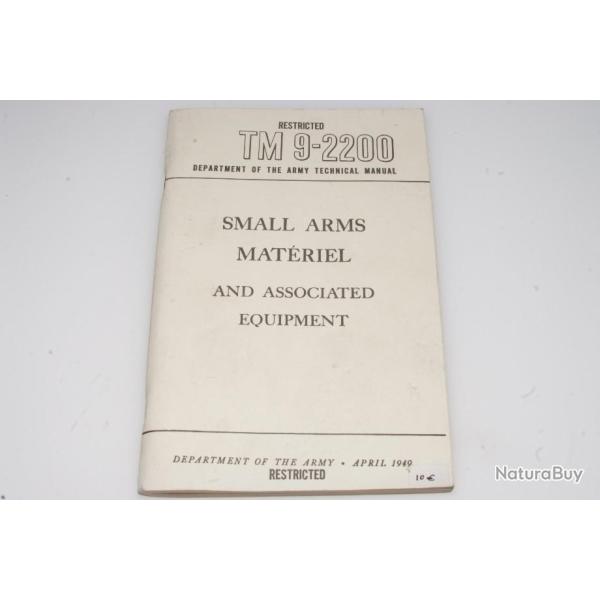 RESTRICTED
TM 9-2200
DEPARTMENT OF THE ARMY TECHNICAL MANUAL
SMALL ARMS
MATÉRIEL
AND ASSOCIATED
EQUIPMENT
DEPARTMENT OF THE ARMY • APRIL 1949
RESTRICTED
10 €
NaturaBuy